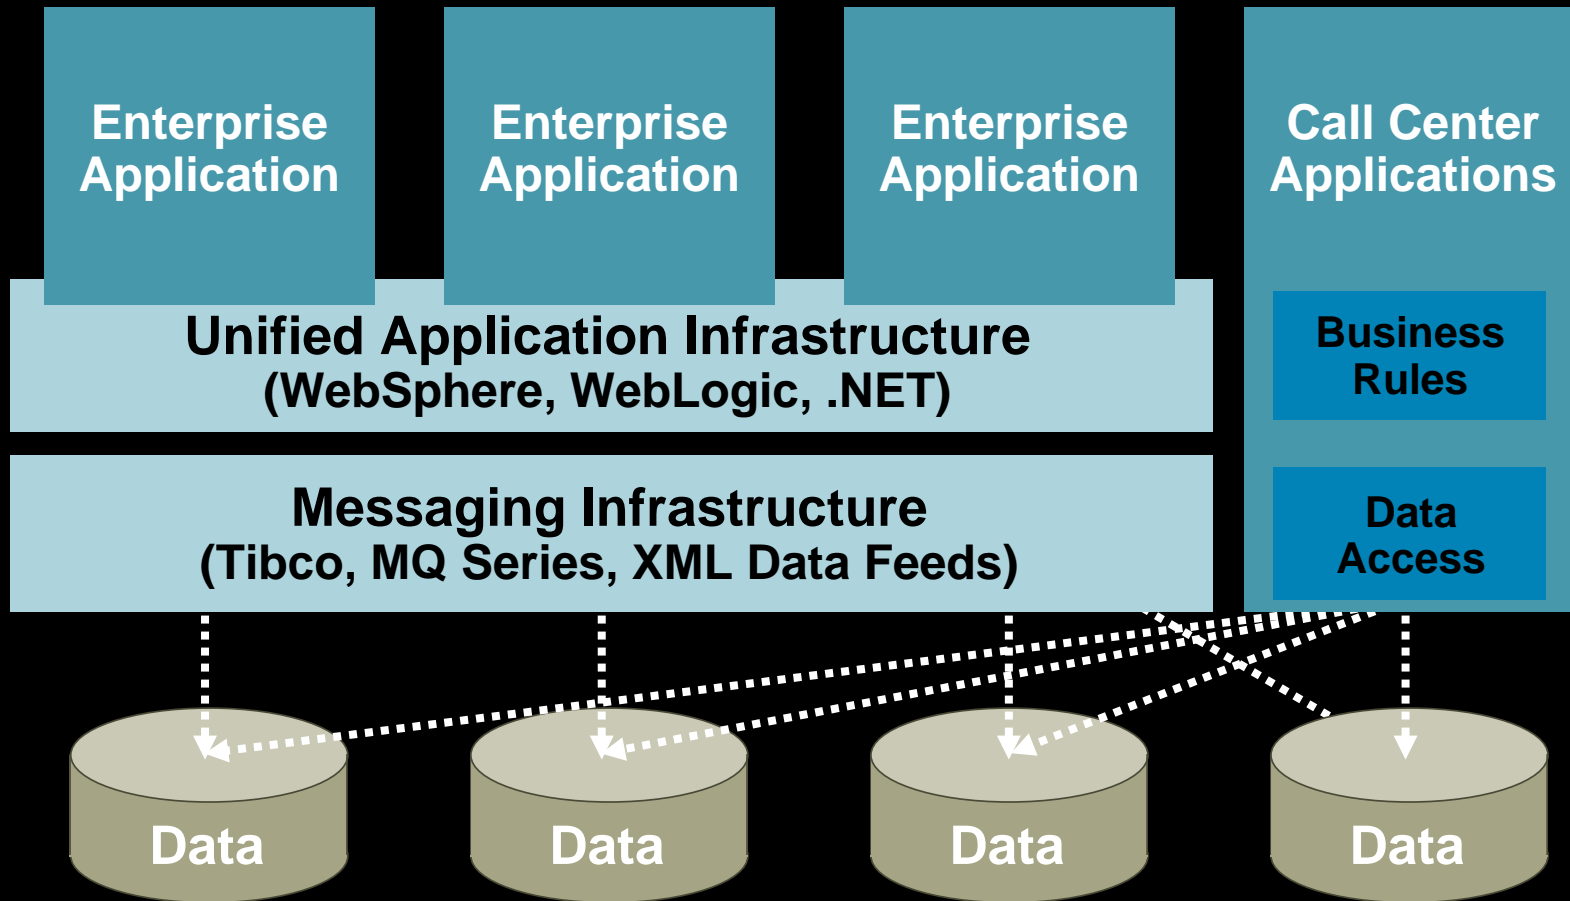 Enterprise
Application
Enterprise
Application
Enterprise
Application
Call Center
Applications
Unified Application Infrastructure
(WebSphere, WebLogic, .NET)
Business
Rules
Messaging Infrastructure
(Tibco, MQ Series, XML Data Feeds)
Data
Access
Data
Data
Data
Data